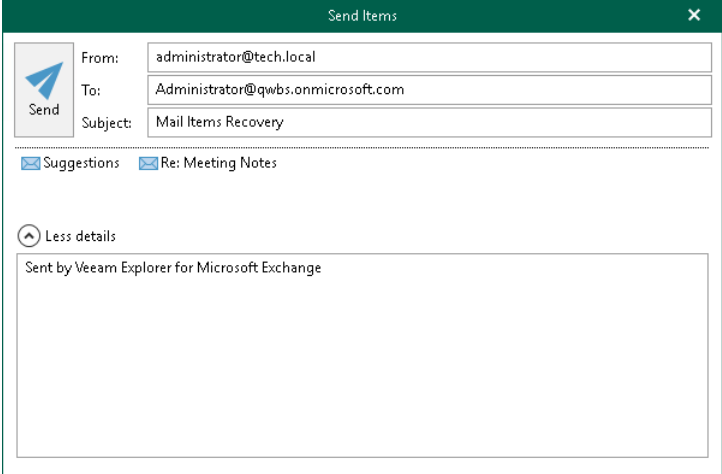 Send Items
From: administrator@tech.local
To: Administrator@qwbs.onmicrosoft.com
Send
Subject: Mail Items Recovery
Suggestions Re: Meeting Notes
Less details
Sent by Veeam Explorer for Microsoft Exchange